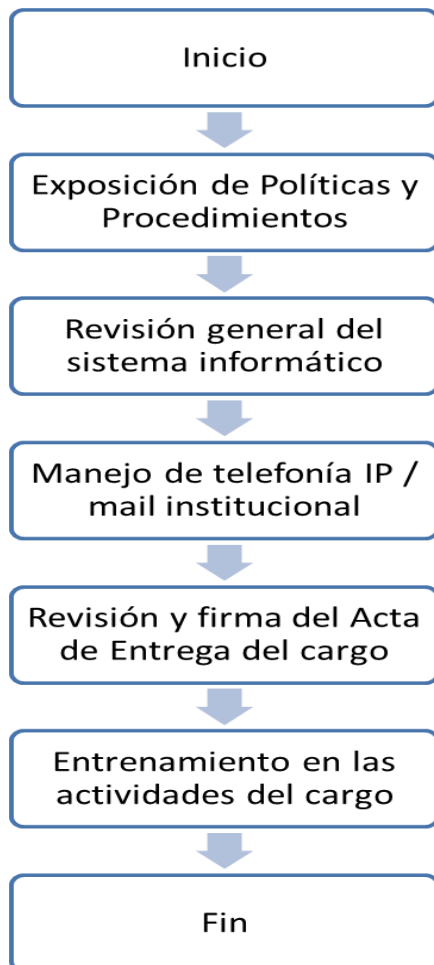 Inicio
Exposición de Políticas y
Procedimientos
Revisión general del
sistema informático
Manejo de telefonía IP /
mail institucional
Revisión y firma del Acta
de Entrega del cargo
Entrenamiento en las
actividades del cargo
Fin